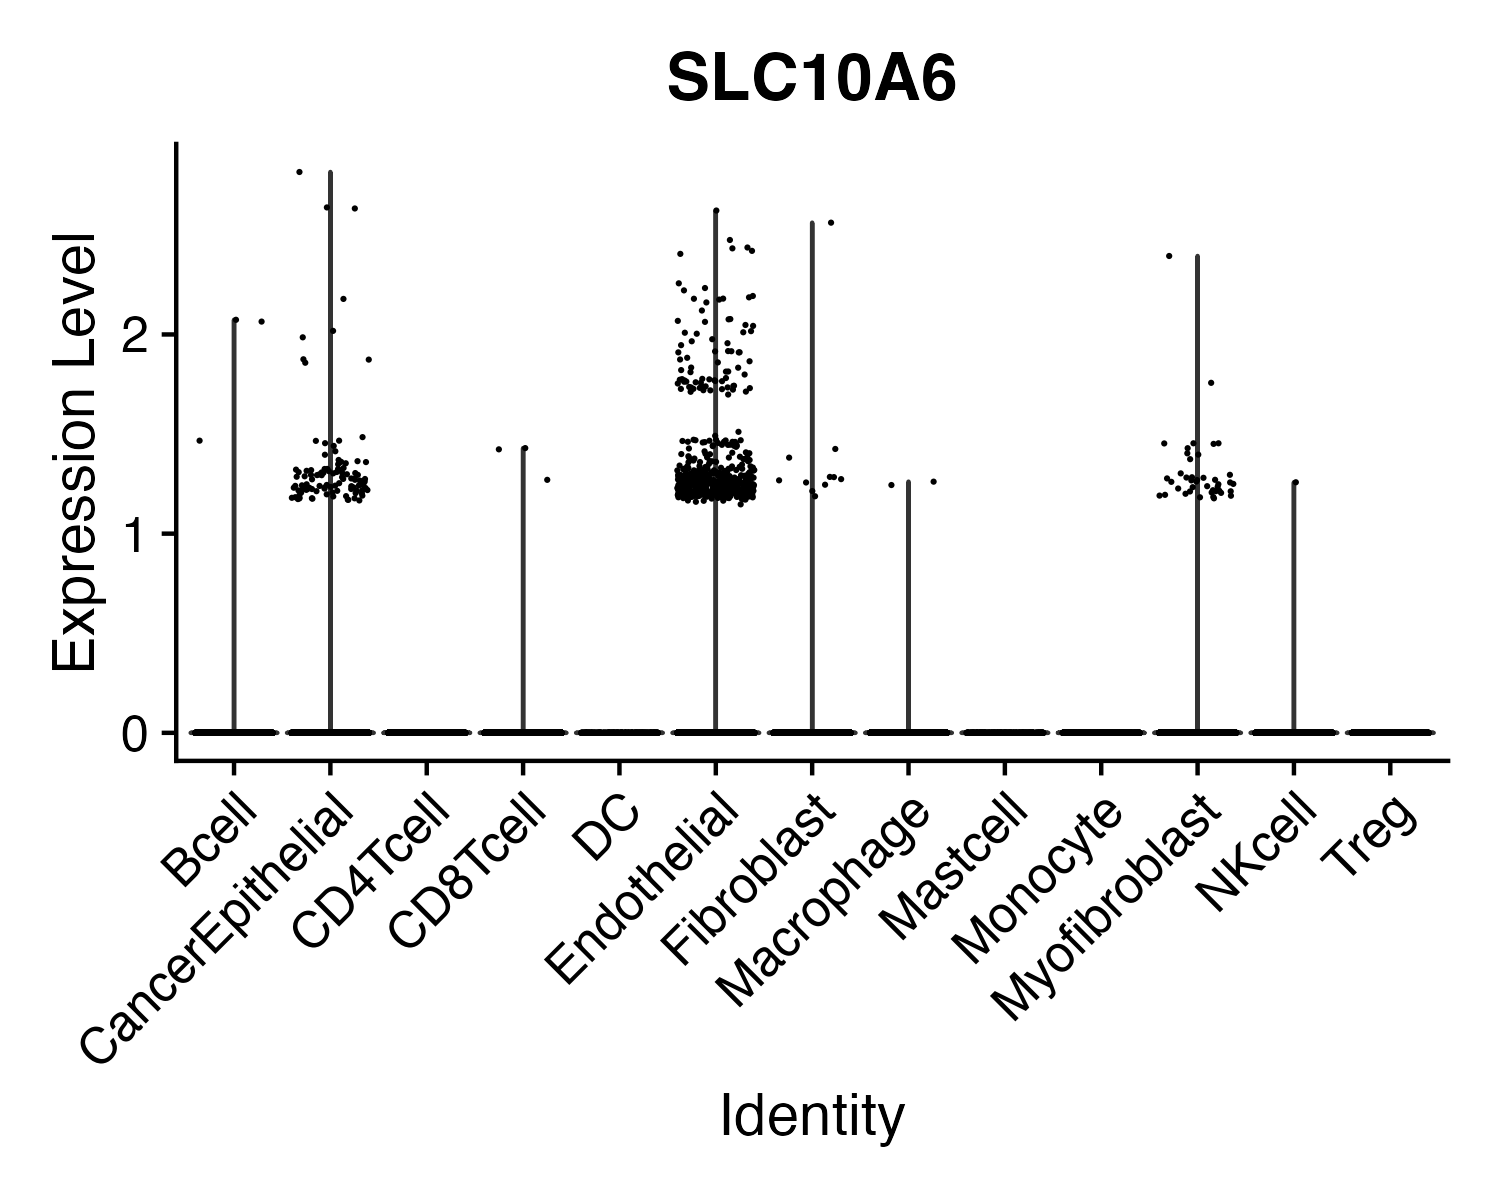 SLC10A6
Expression Level
2
1
0
Bcell
CancerEpithelial
CD4Tcell
CD8Tcell
DC
Endothelial
Fibroblast
Macrophage
Mastcell
Monocyte
Myofibroblast
NKcell
Treg
Identity